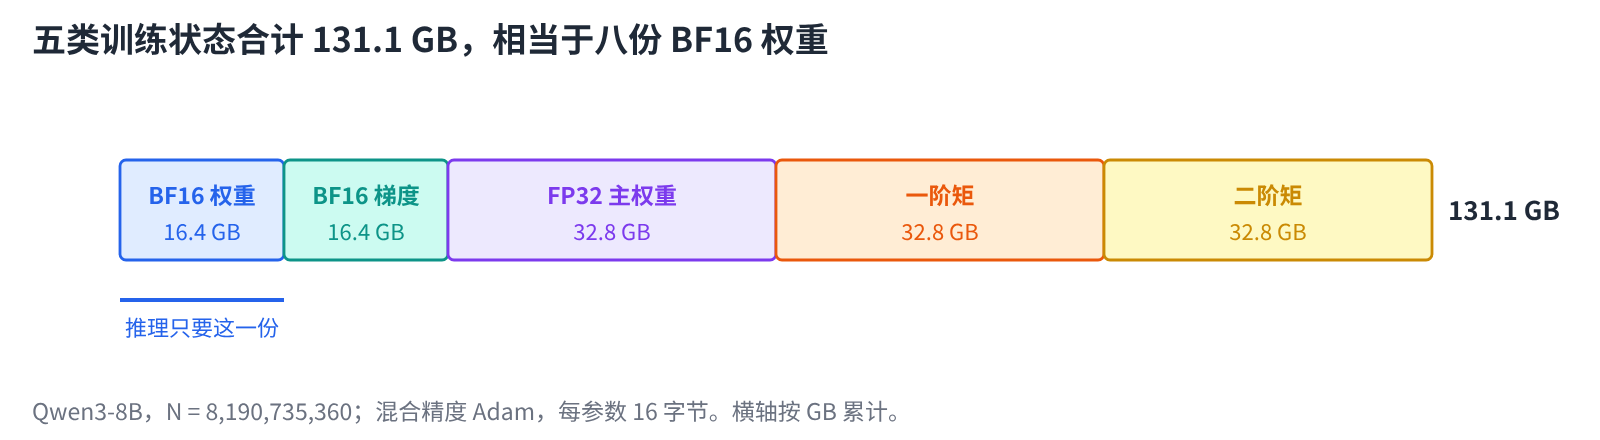 五类训练状态合计 131.1 GB，相当于八份 BF16 权重
BF16 权重
16.4 GB
BF16 梯度
16.4 GB
FP32 主权重
32.8 GB
一阶矩
32.8 GB
二阶矩
32.8 GB
131.1 GB
推理只要这一份
Qwen3-8B，N = 8,190,735,360；混合精度 Adam，每参数 16 字节。横轴按 GB 累计。